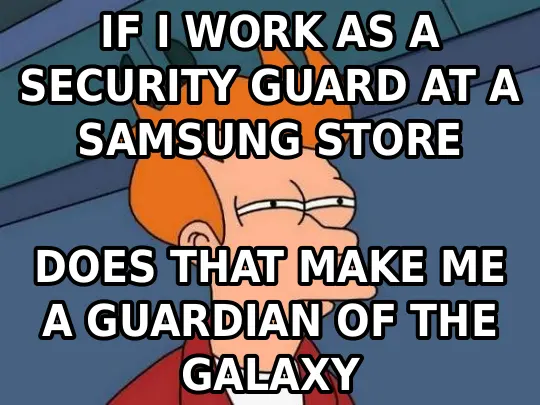 IF I WORK AS A
SECURITY GUARD AT A
SAMSUNG STORE
DOES THAT MAKE ME
A GUARDIAN OF THE
GALAXY